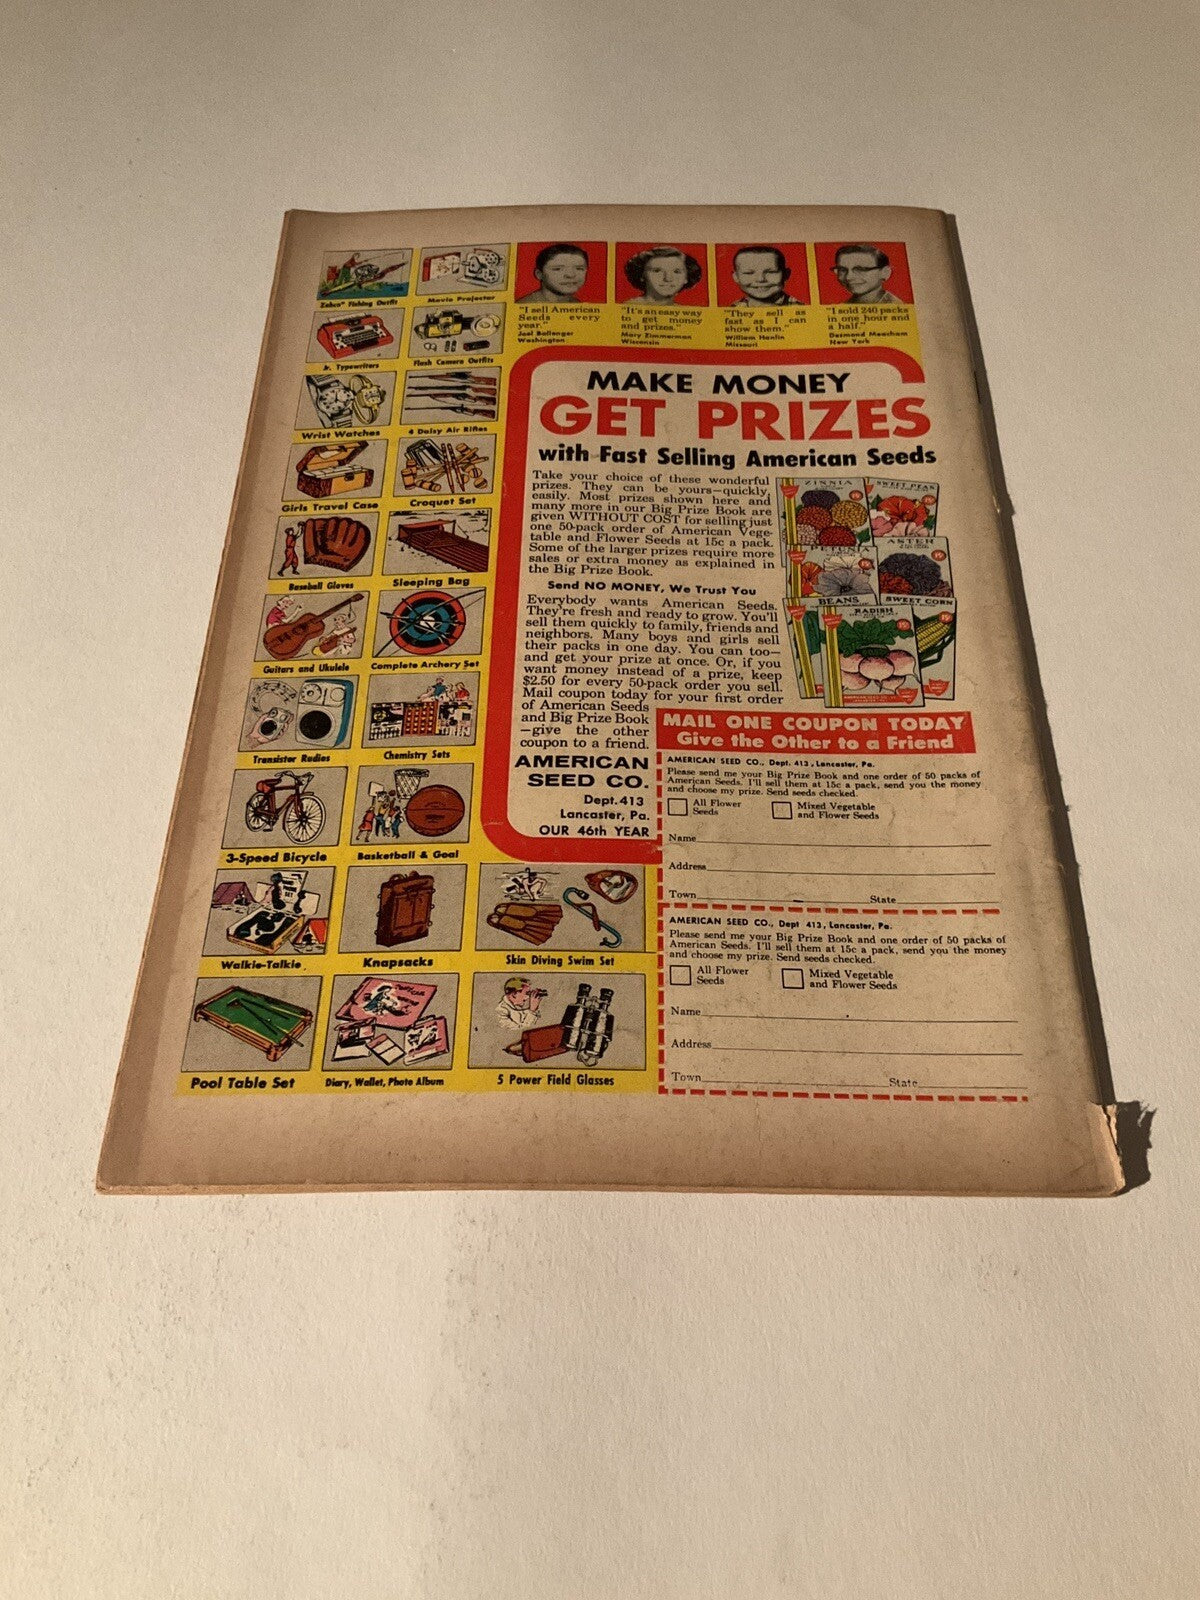 Zebco® Fishing Outfit
Movie Projector
Jr. Typewriters
Flash Camera Outfits
Wrist Watches
4 Daisy Air Rifles
Girls Travel Case
Croquet Set
Baseball Gloves
Sleeping Bag
Guitars and Ukulele
Complete Archery Set
Transistor Radios
Chemistry Sets
3-Speed Bicycle
Basketball & Goal
Walkie-Talkie
Knapsacks
Skin Diving Swim Set
Pool Table Set
Diary, Wallet, Photo Album
5 Power Field Glasses
"I sell American
Seeds every
year."
Joel Ballenger
Washington
"It's an easy way
to get money
and prizes."
Mary Zimmerman
Wisconsin
"They sell as
fast as I can
show them."
William Hanlin
Missouri
"I sold 240 packs
in one hour and
a half."
Desmond Meacham
New York
MAKE MONEY
GET PRIZES
with Fast Selling American Seeds
Take your choice of these wonderful
prizes. They can be yours—quickly,
easily. Most prizes shown here and
many more in our Big Prize Book are
given WITHOUT COST for selling just
one 50-pack order of American Vege-
table and Flower Seeds at 15c a pack.
Some of the larger prizes require more
sales or extra money as explained in
the Big Prize Book.
Send NO MONEY, We Trust You
Everybody wants American Seeds.
They're fresh and ready to grow. You'll
sell them quickly to family, friends and
neighbors. Many boys and girls sell
their packs in one day. You can too—
and get your prize at once. Or, if you
want money instead of a prize, keep
$2.50 for every 50-pack order you sell.
Mail coupon today for your first order
of American Seeds
and Big Prize Book
—give the other
coupon to a friend.
AMERICAN
SEED CO.
Dept. 413
Lancaster, Pa.
OUR 46th YEAR
ZINNIA
SWEET PEAS
PETUNIA
ASTER
BEANS
SWEET CORN
RADISH
15¢
MAIL ONE COUPON TODAY
Give the Other to a Friend
AMERICAN SEED CO., Dept. 413, Lancaster, Pa.
Please send me your Big Prize Book and one order of 50 packs of
American Seeds. I'll sell them at 15c a pack, send you the money
and choose my prize. Send seeds checked.
All Flower
Seeds
Mixed Vegetable
and Flower Seeds
Name
Address
Town State
AMERICAN SEED CO., Dept 413, Lancaster, Pa.
Please send me your Big Prize Book and one order of 50 packs of
American Seeds. I'll sell them at 15c a pack, send you the money
and choose my prize. Send seeds checked.
All Flower
Seeds
Mixed Vegetable
and Flower Seeds
Name
Address
Town State